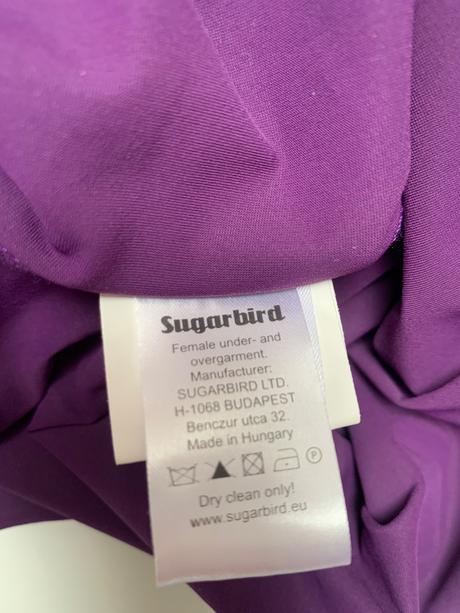 Sugarbird
Female under- and
overgarment.
Manufacturer:
SUGARBIRD LTD.
H-1068 BUDAPEST
Benczur utca 32.
Made in Hungary
P
Dry clean only!
www.sugarbird.eu